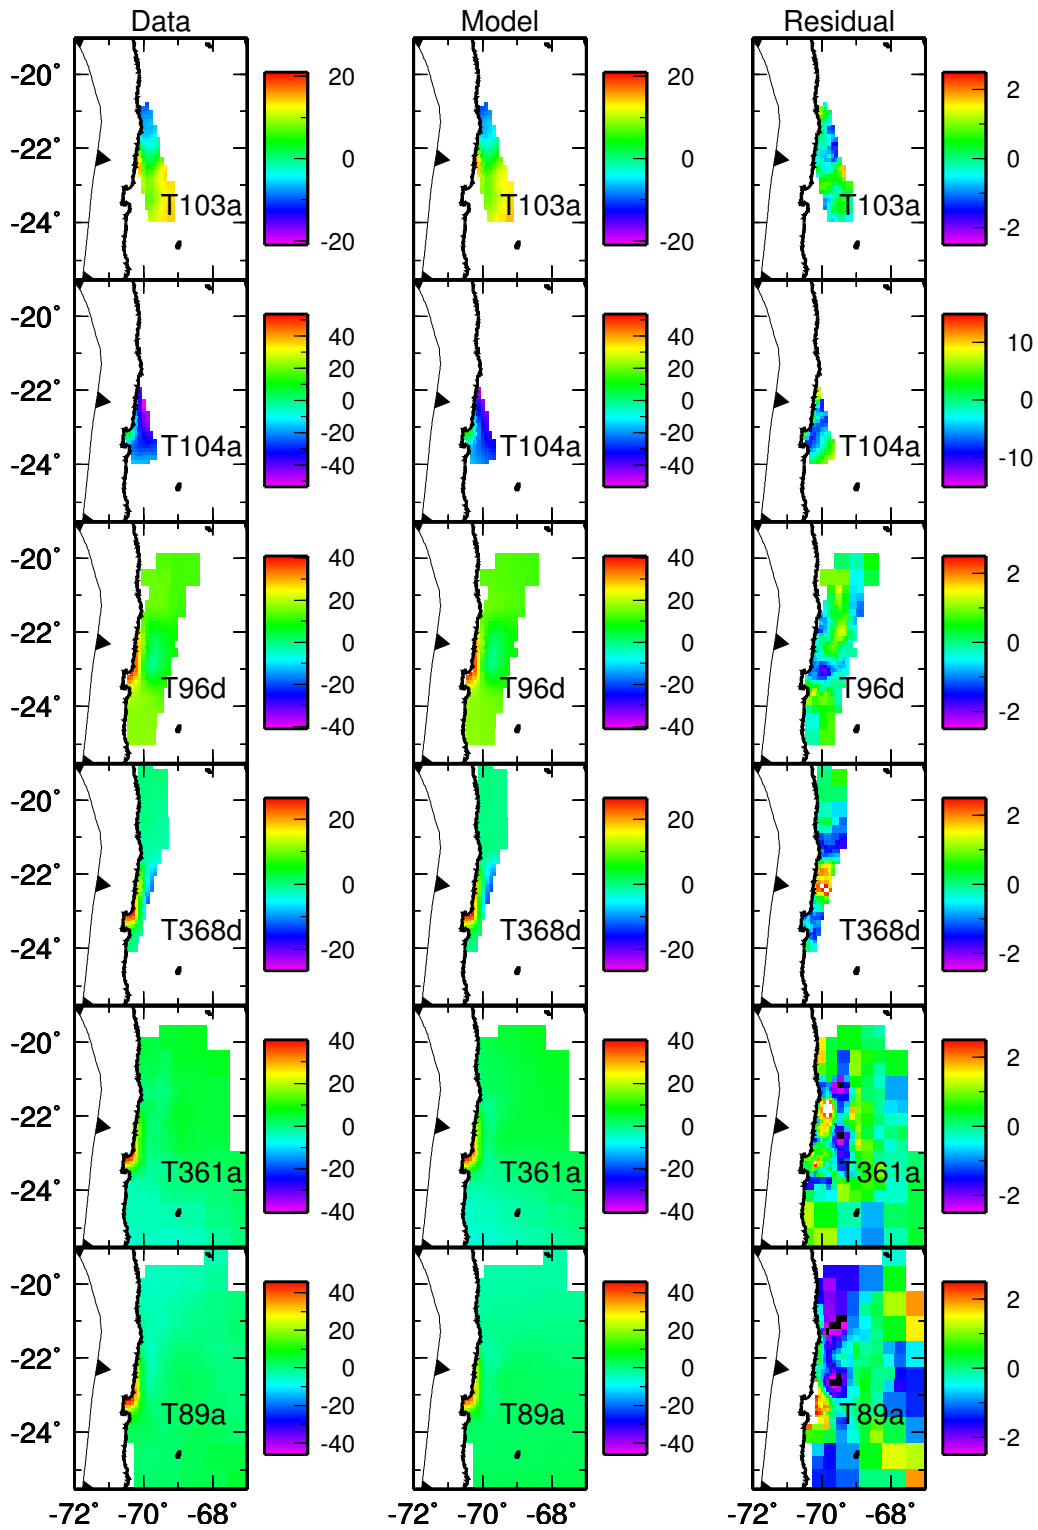 Data Model Residual
-20° 20 20 2
-22° 0 0 0
-24° T103a -20 T103a -20 T103a -2
-20° 40 40 10
20 20
-22° 0 0 0
-20 -20
-24° T104a -40 T104a -40 T104a -10
-20° 40 40 2
20 20
-22° 0 0 0
T96d -20 T96d -20 T96d
-24° -40 -40 -2
-20° 20 20 2
-22° 0 0 0
-24° T368d -20 T368d -20 T368d -2
-20° 40 40 2
20 20
-22° 0 0 0
T361a -20 T361a -20 T361a
-24° -40 -40 -2
-20° 40 40 2
20 20
-22° 0 0 0
T89a -20 T89a -20 T89a
-24° -40 -40 -2
-72° -70° -68° -72° -70° -68° -72° -70° -68°